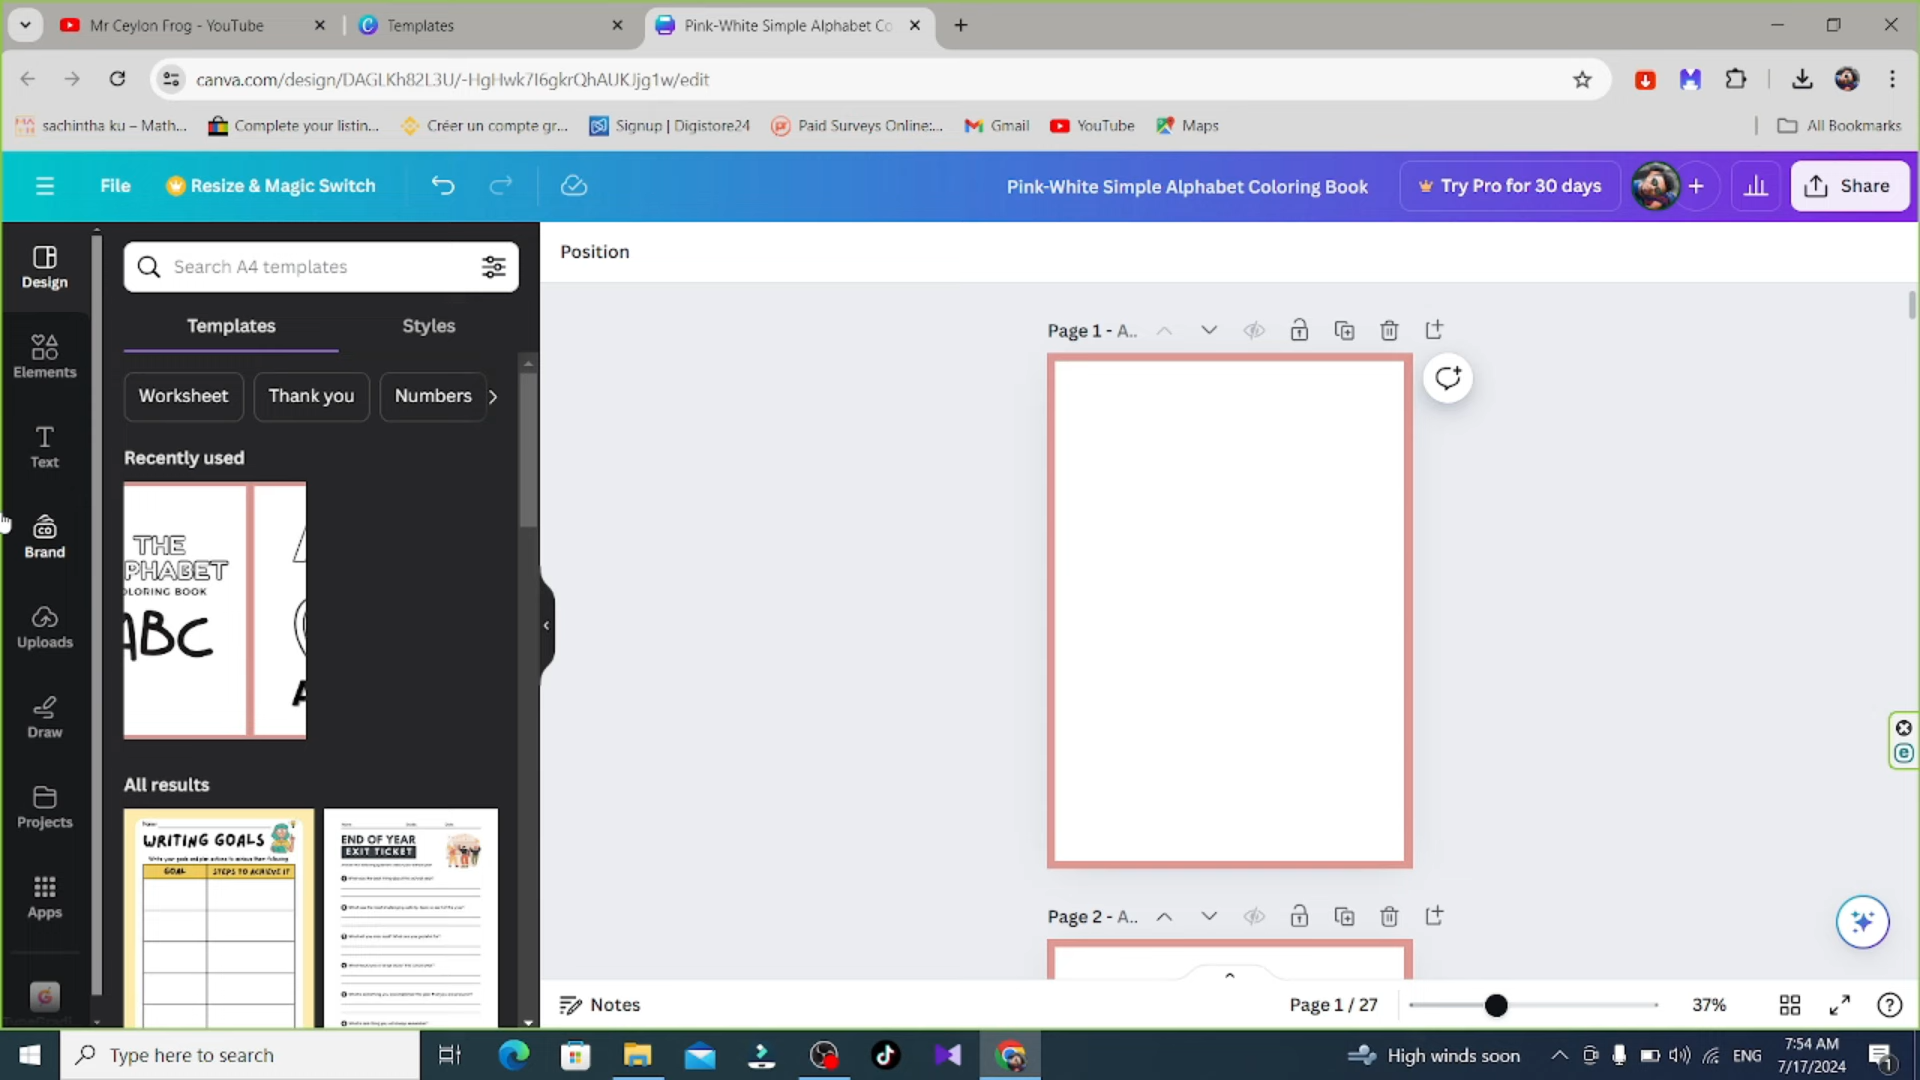 Mr Ceylon Frog - YouTube
Templates
Pink-White Simple Alphabet Co
canva.com/design/DAGLKh82L3U/-HgHwk7I6gkrQhAUKJjg1w/edit
sachintha ku – Math...
Complete your listin...
Créer un compte gr...
Signup | Digistore24
Paid Surveys Online:...
Gmail
YouTube
Maps
All Bookmarks
File
Resize & Magic Switch
Pink-White Simple Alphabet Coloring Book
Try Pro for 30 days
Share
Design
Elements
Text
Brand
Uploads
Draw
Projects
Apps
Search A4 templates
Templates
Styles
Worksheet
Thank you
Numbers
Recently used
THE
PHABET
LORING BOOK
ABC
All results
WRITING GOALS
GOAL
STEPS TO ACHIEVE IT
END OF YEAR
EXIT TICKET
Position
Page 1 - A..
Page 2 - A..
Notes
Page 1 / 27
37%
Type here to search
High winds soon
ENG
7:54 AM
7/17/2024
1